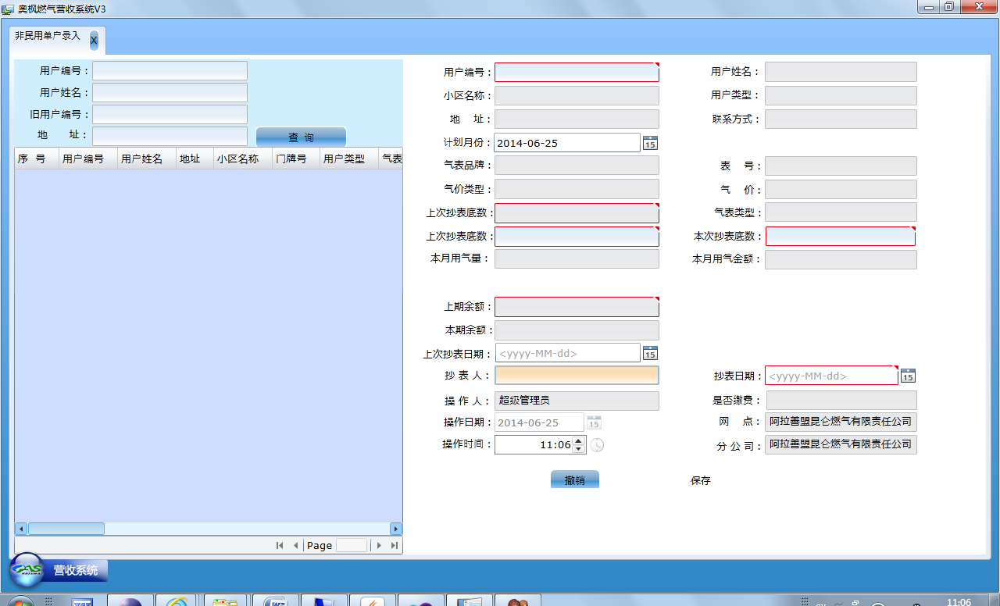 奥枫燃气营收系统V3
非民用单户录入 X
用户编号：
用户姓名：
旧用户编号：
地 址： 查 询
序 号 用户编号 用户姓名 地址 小区名称 门牌号 用户类型 气表
Page
用户编号： 用户姓名：
小区名称： 用户类型：
地 址： 联系方式：
计划月份： 2014-06-25 15
气表品牌： 表 号：
气价类型： 气 价：
上次抄表底数： 气表类型：
上次抄表底数： 本次抄表底数：
本月用气量： 本月用气金额：
上期余额：
本期余额：
上次抄表日期： <yyyy-MM-dd> 15
抄 表 人： 抄表日期： <yyyy-MM-dd> 15
操 作 人： 超级管理员 是否缴费：
操作日期： 2014-06-25 15 网 点： 阿拉善盟昆仑燃气有限责任公司
操作时间： 11:06 分 公 司： 阿拉善盟昆仑燃气有限责任公司
撤销 保存
GAS
NATURAL
营收系统
11:06